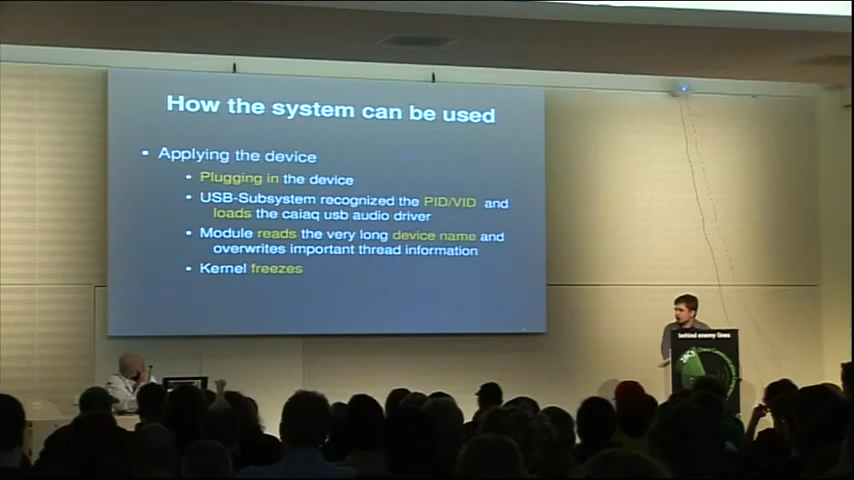 How the system can be used
• Applying the device
• Plugging in the device
• USB-Subsystem recognized the PID/VID and
loads the caiaq usb audio driver
• Module reads the very long device name and
overwrites important thread information
• Kernel freezes
behind enemy lines